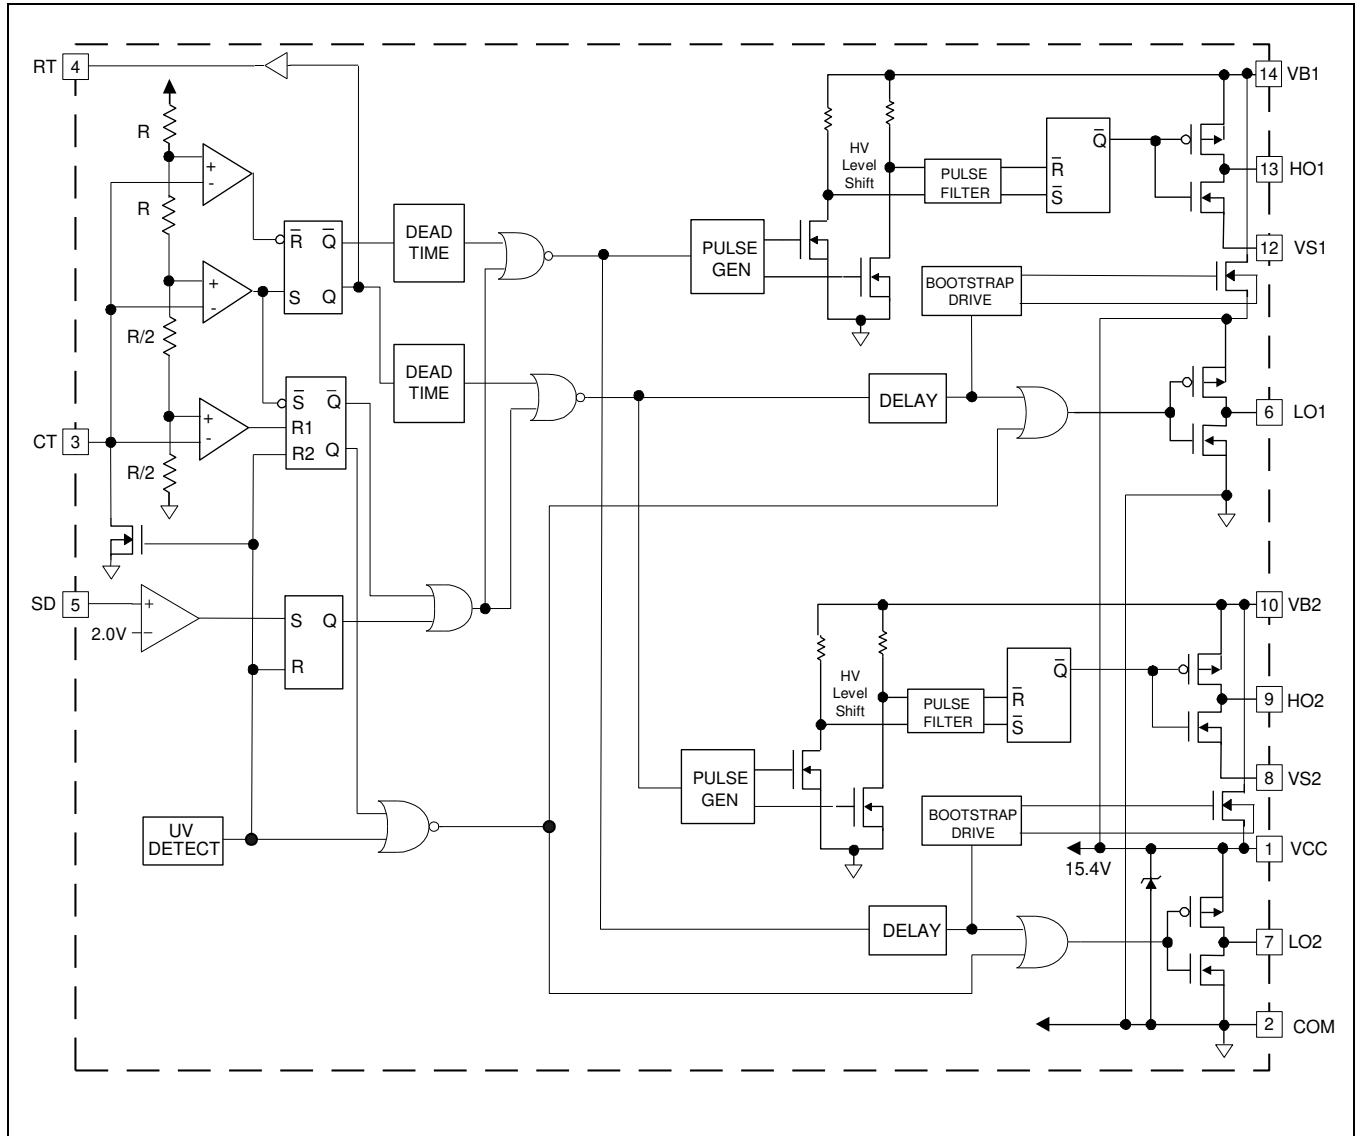 RT 4
14 VB1
R
+
-
HV
Level
Shift
PULSE
FILTER
R̅
S̅
Q̅
13 HO1
R
DEAD
TIME
R̅ Q̅
S Q
PULSE
GEN
12 VS1
+
-
BOOTSTRAP
DRIVE
R/2
DEAD
TIME
S̅ Q̅
R1
R2 Q
DELAY
6 LO1
+
-
CT 3
R/2
SD 5
+
2.0V
-
S Q
R
10 VB2
HV
Level
Shift
PULSE
FILTER
R̅
S̅
Q̅
9 HO2
PULSE
GEN
8 VS2
BOOTSTRAP
DRIVE
UV
DETECT
1 VCC
15.4V
DELAY
7 LO2
2 COM